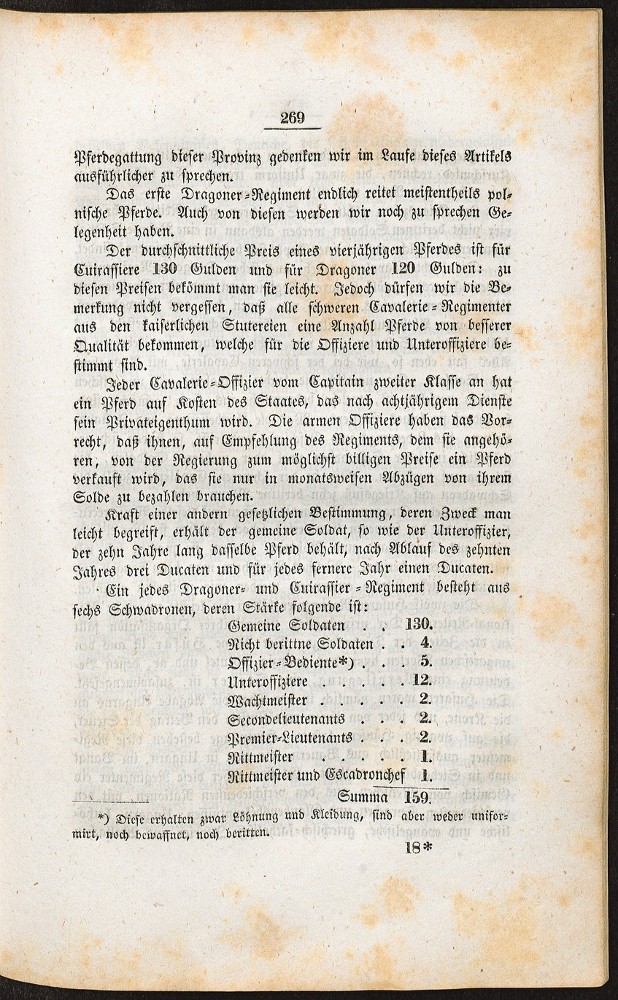 269
Pferdegattung dieser Provinz gedenken wir im Laufe dieses Artikels
ausführlicher zu sprechen.
Das erste Dragoner-Regiment endlich reitet meistentheils pol-
nische Pferde. Auch von diesen werden wir noch zu sprechen Ge-
legenheit haben.
Der durchschnittliche Preis eines vierjährigen Pferdes ist für
Cuirassiere 130 Gulden und für Dragoner 120 Gulden: zu
diesen Preisen bekömmt man sie leicht. Jedoch dürfen wir die Be-
merkung nicht vergessen, daß alle schweren Cavalerie-Regimenter
aus den kaiserlichen Stutereien eine Anzahl Pferde von besserer
Qualität bekommen, welche für die Offiziere und Unteroffiziere be-
stimmt sind.
Jeder Cavalerie-Offizier vom Capitain zweiter Klasse an hat
ein Pferd auf Kosten des Staates, das nach achtjährigem Dienste
sein Privateigenthum wird. Die armen Offiziere haben das Vor-
recht, daß ihnen, auf Empfehlung des Regiments, dem sie angehö-
ren, von der Regierung zum möglichst billigen Preise ein Pferd
verkauft wird, das sie nur in monatsweisen Abzügen von ihrem
Solde zu bezahlen brauchen.
Kraft einer andern gesetzlichen Bestimmung, deren Zweck man
leicht begreift, erhält der gemeine Soldat, so wie der Unteroffizier,
der zehn Jahre lang dasselbe Pferd behält, nach Ablauf des zehnten
Jahres drei Ducaten und für jedes fernere Jahr einen Ducaten.
Ein jedes Dragoner- und Cuirassier-Regiment besteht aus
sechs Schwadronen, deren Stärke folgende ist:
Gemeine Soldaten . . 130.
Nicht berittne Soldaten . . 4.
Offizier-Bediente*) . . . 5.
Unteroffiziere . . . . . 12.
Wachtmeister . . . . . 2.
Secondelieutenants . . . . 2.
Premier-Lieutenants . . . 2.
Rittmeister . . . . . . 1.
Rittmeister und Escadronchef 1.
Summa 159.
*) Diese erhalten zwar Löhnung und Kleidung, sind aber weder unifor-
mirt, noch bewaffnet, noch beritten.
18*